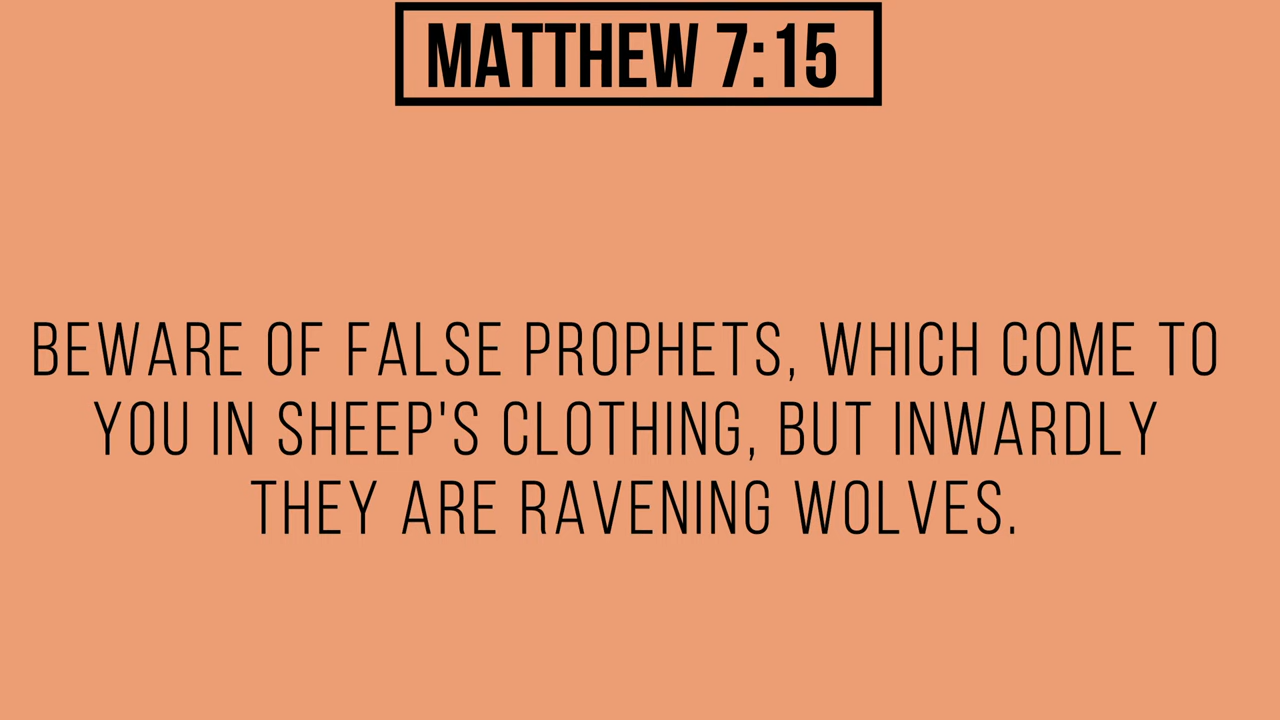 MATTHEW 7:15
BEWARE OF FALSE PROPHETS, WHICH COME TO
YOU IN SHEEP'S CLOTHING, BUT INWARDLY
THEY ARE RAVENING WOLVES.